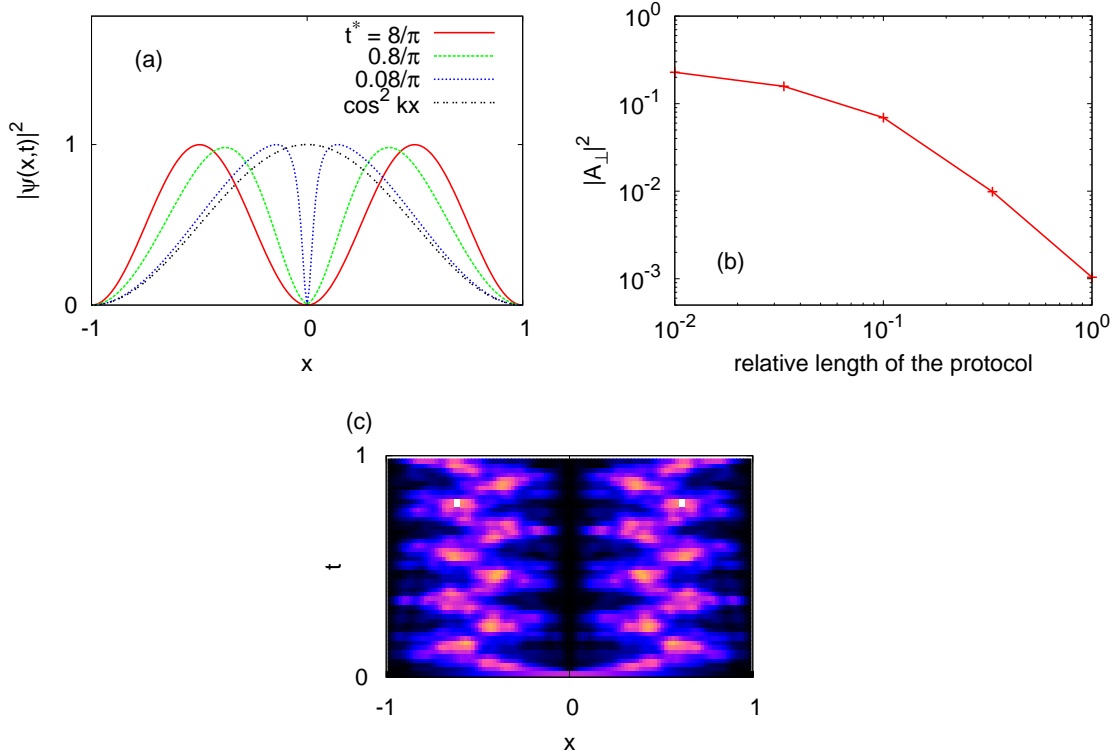 (a)
t* = 8/π
0.8/π
0.08/π
cos² kx
|ψ(x,t)|²
1
0
-1
0
1
x
(b)
|A⊥|²
10⁰
10⁻¹
10⁻²
10⁻³
10⁻²
10⁻¹
10⁰
relative length of the protocol
(c)
1
t
0
-1
0
1
x